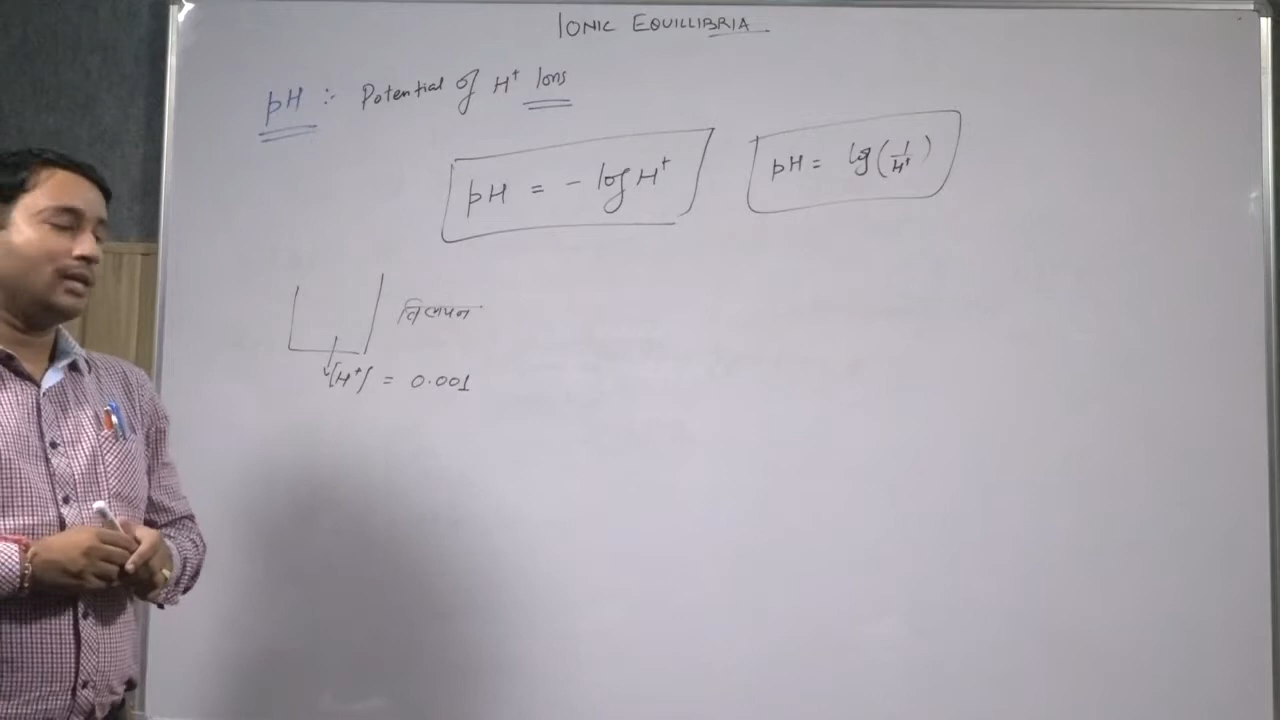 IONIC EQUILLIBRIA
pH :- Potential of H⁺ Ions
pH = - log H⁺
pH = log(1/H⁺)
विलयन
[H⁺] = 0.001